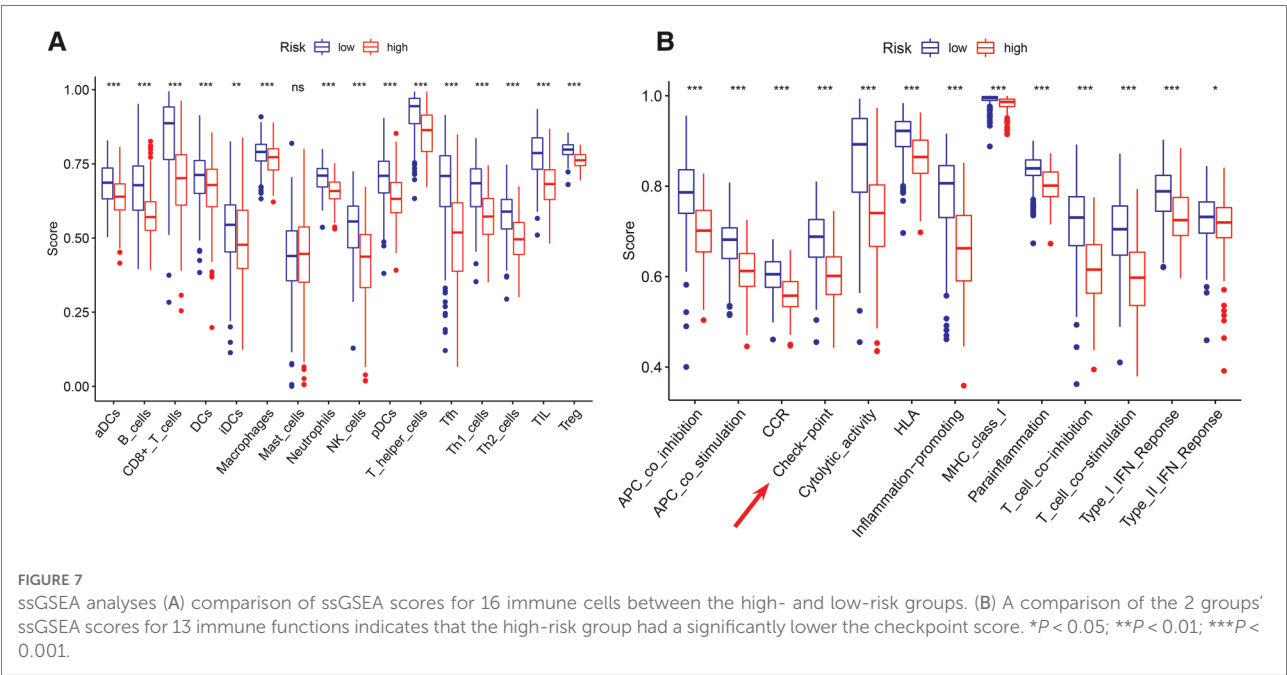 A
B
Risk low high
Risk low high
*** *** *** *** ** *** ns *** *** *** *** *** *** *** *** ***
*** *** *** *** *** *** *** *** *** *** *** *** *
1.00
0.75
0.50
0.25
0.00
Score
1.0
0.8
0.6
0.4
Score
aDCs
B_cells
CD8+_T_cells
DCs
iDCs
Macrophages
Mast_cells
Neutrophils
NK_cells
pDCs
T_helper_cells
Tfh
Th1_cells
Th2_cells
TIL
Treg
APC_co_inhibition
APC_co_stimulation
CCR
Check-point
Cytolytic_activity
HLA
Inflammation-promoting
MHC_class_I
Parainflammation
T_cell_co-inhibition
T_cell_co-stimulation
Type_I_IFN_Reponse
Type_II_IFN_Reponse
FIGURE 7
ssGSEA analyses (A) comparison of ssGSEA scores for 16 immune cells between the high- and low-risk groups. (B) A comparison of the 2 groups'
ssGSEA scores for 13 immune functions indicates that the high-risk group had a significantly lower the checkpoint score. *P < 0.05; **P < 0.01; ***P <
0.001.